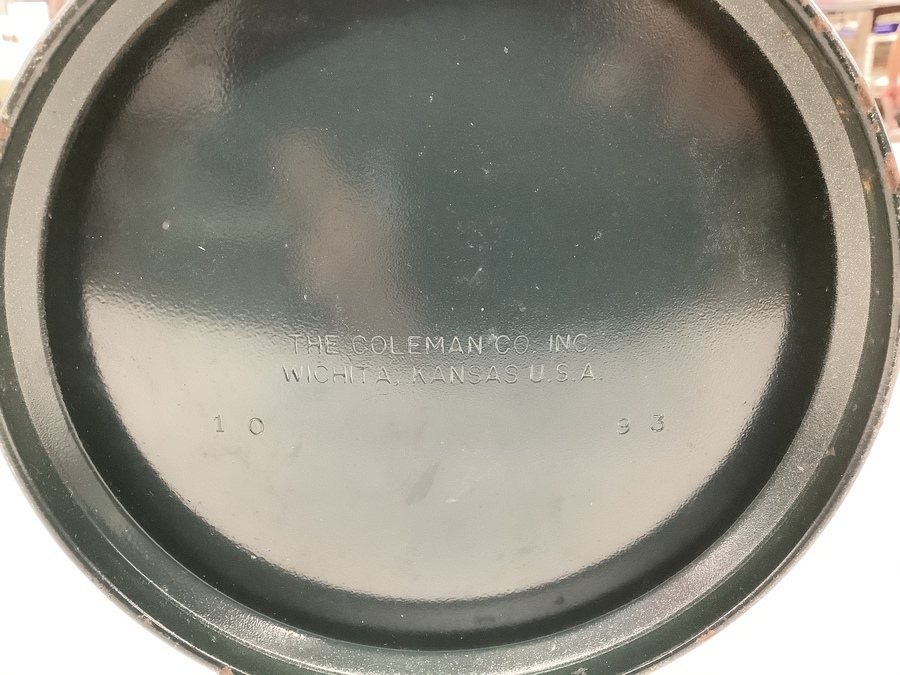 THE COLEMAN CO. INC.
WICHITA, KANSAS U.S.A.
10 93